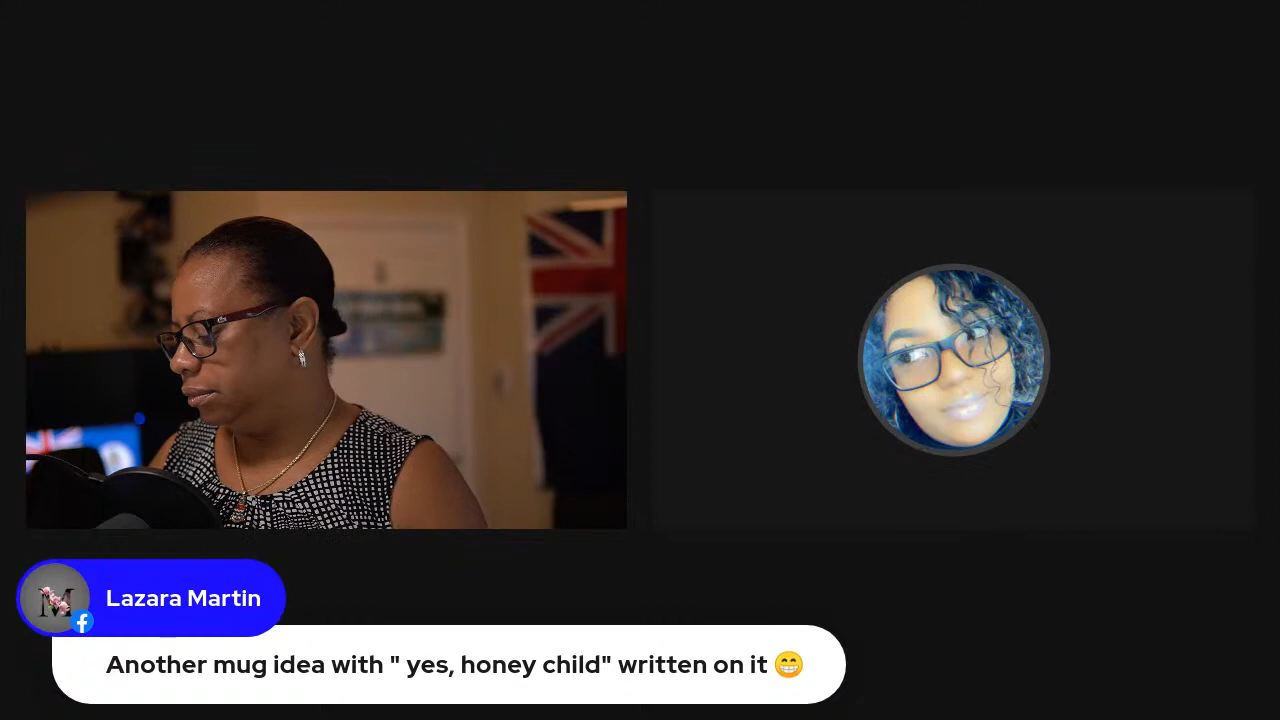 Lazara Martin
Another mug idea with " yes, honey child" written on it 😁